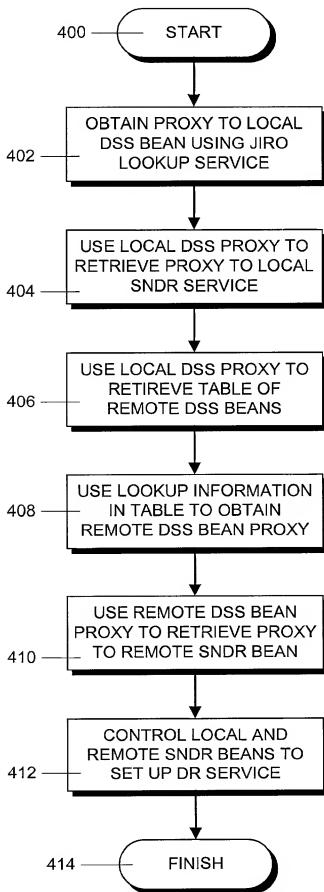 400
START
OBTAIN PROXY TO LOCAL
DSS BEAN USING JIRO
LOOKUP SERVICE
402
USE LOCAL DSS PROXY TO
RETRIEVE PROXY TO LOCAL
SNDR SERVICE
404
USE LOCAL DSS PROXY TO
RETIREVE TABLE OF
REMOTE DSS BEANS
406
USE LOOKUP INFORMATION
IN TABLE TO OBTAIN
REMOTE DSS BEAN PROXY
408
USE REMOTE DSS BEAN
PROXY TO RETRIEVE PROXY
TO REMOTE SNDR BEAN
410
CONTROL LOCAL AND
REMOTE SNDR BEANS TO
SET UP DR SERVICE
412
FINISH
414